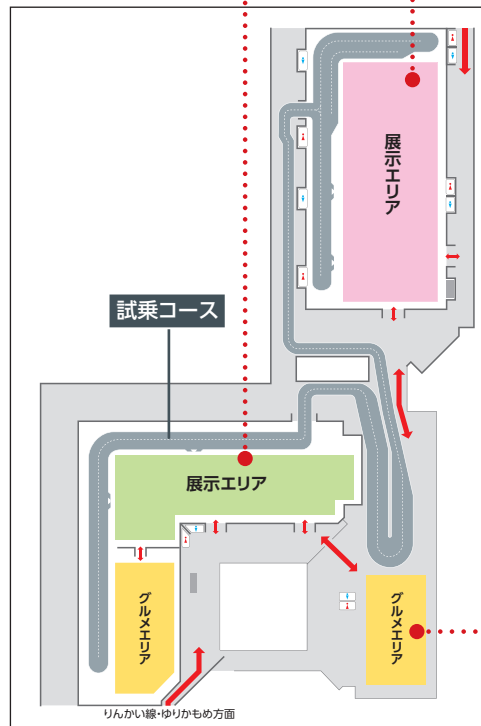 展示エリア
試乗コース
展示エリア
グルメエリア
グルメエリア
りんかい線・ゆりかもめ方面